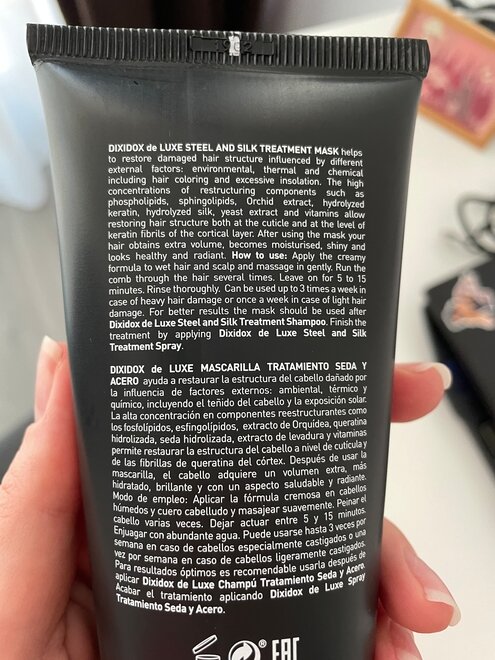 DIXIDOX de LUXE STEEL AND SILK TREATMENT MASK helps
to restore damaged hair structure influenced by different
external factors: environmental, thermal and chemical
including hair coloring and excessive insolation. The high
concentrations of restructuring components such as
phospholipids, sphingolipids, Orchid extract, hydrolyzed
keratin, hydrolyzed silk, yeast extract and vitamins allow
restoring hair structure both at the cuticle and at the level of
keratin fibrils of the cortical layer. After using the mask your
hair obtains extra volume, becomes moisturised, shiny and
looks healthy and radiant. How to use: Apply the creamy
formula to wet hair and scalp and massage in gently. Run the
comb through the hair several times. Leave on for 5 to 15
minutes. Rinse thoroughly. Can be used up to 3 times a week in
case of heavy hair damage or once a week in case of light hair
damage. For better results the mask should be used after
Dixidox de Luxe Steel and Silk Treatment Shampoo. Finish the
treatment by applying Dixidox de Luxe Steel and Silk
Treatment Spray.
DIXIDOX de LUXE MASCARILLA TRATAMIENTO SEDA Y
ACERO ayuda a restaurar la estructura del cabello dañado por
la influencia de factores externos: ambiental, térmico y
químico, incluyendo el teñido del cabello y la exposición solar.
La alta concentración en componentes reestructurantes como
los fosfolípidos, esfingolípidos, extracto de Orquídea, queratina
hidrolizada, seda hidrolizada, extracto de levadura y vitaminas
permite restaurar la estructura del cabello a nivel de cutícula y
de las fibrillas de queratina del córtex. Después de usar la
mascarilla, el cabello adquiere un volumen extra, más
hidratado, brillante y con un aspecto saludable y radiante.
Modo de empleo: Aplicar la fórmula cremosa en cabellos
húmedos y cuero cabelludo y masajear suavemente. Peinar el
cabello varias veces. Dejar actuar entre 5 y 15 minutos.
Enjuagar con abundante agua. Puede usarse hasta 3 veces por
semana en caso de cabellos especialmente castigados o una
vez por semana en caso de cabellos ligeramente castigados.
Para resultados óptimos es recomendable usarla después de
aplicar Dixidox de Luxe Champú Tratamiento Seda y Acero.
Acabar el tratamiento aplicando Dixidox de Luxe Spray
Tratamiento Seda y Acero.
EAC